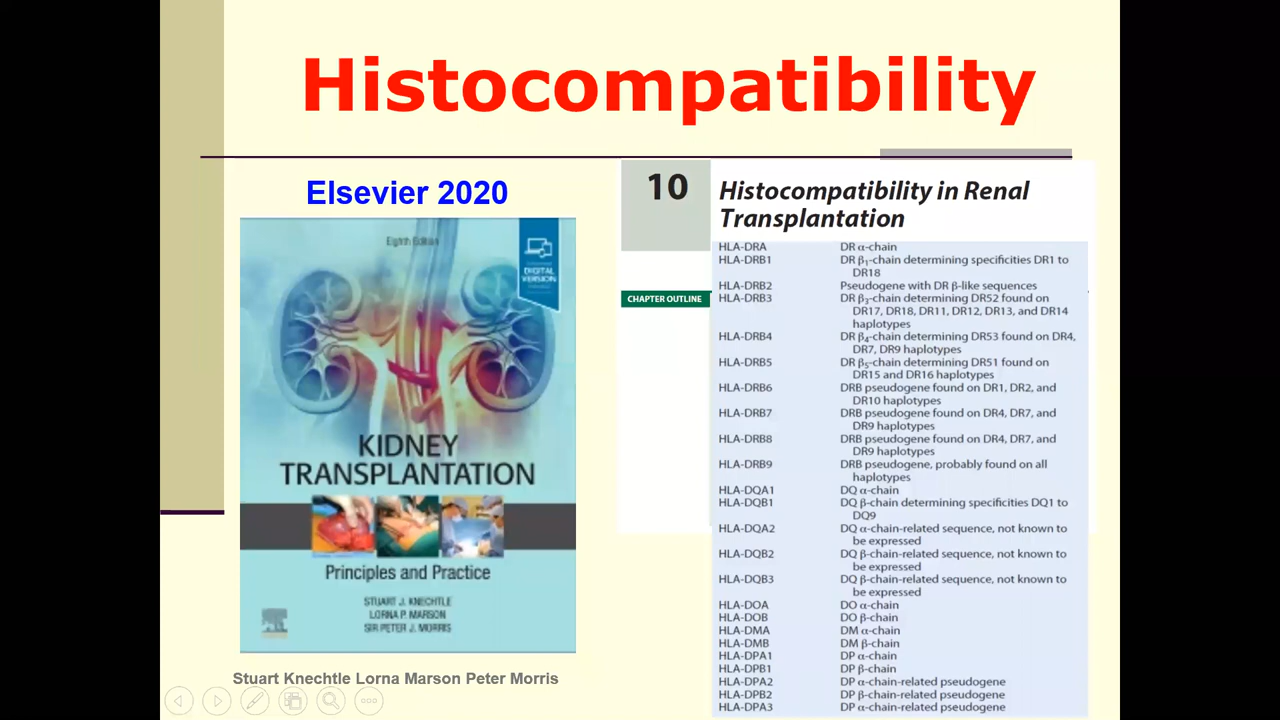 Histocompatibility
Elsevier 2020
Eighth Edition
DIGITAL
VERSION
KIDNEY
TRANSPLANTATION
Principles and Practice
STUART J. KNECHTLE
LORNA P. MARSON
SIR PETER J. MORRIS
Stuart Knechtle Lorna Marson Peter Morris
10
Histocompatibility in Renal
Transplantation
CHAPTER OUTLINE
HLA-DRA DR α-chain
HLA-DRB1 DR β₁-chain determining specificities DR1 to
DR18
HLA-DRB2 Pseudogene with DR β-like sequences
HLA-DRB3 DR β₃-chain determining DR52 found on
DR17, DR18, DR11, DR12, DR13, and DR14
haplotypes
HLA-DRB4 DR β₄-chain determining DR53 found on DR4,
DR7, DR9 haplotypes
HLA-DRB5 DR β₅-chain determining DR51 found on
DR15 and DR16 haplotypes
HLA-DRB6 DRB pseudogene found on DR1, DR2, and
DR10 haplotypes
HLA-DRB7 DRB pseudogene found on DR4, DR7, and
DR9 haplotypes
HLA-DRB8 DRB pseudogene found on DR4, DR7, and
DR9 haplotypes
HLA-DRB9 DRB pseudogene, probably found on all
haplotypes
HLA-DQA1 DQ α-chain
HLA-DQB1 DQ β-chain determining specificities DQ1 to
DQ9
HLA-DQA2 DQ α-chain-related sequence, not known to
be expressed
HLA-DQB2 DQ β-chain-related sequence, not known to
be expressed
HLA-DQB3 DQ β-chain-related sequence, not known to
be expressed
HLA-DOA DO α-chain
HLA-DOB DO β-chain
HLA-DMA DM α-chain
HLA-DMB DM β-chain
HLA-DPA1 DP α-chain
HLA-DPB1 DP β-chain
HLA-DPA2 DP α-chain-related pseudogene
HLA-DPB2 DP β-chain-related pseudogene
HLA-DPA3 DP α-chain-related pseudogene